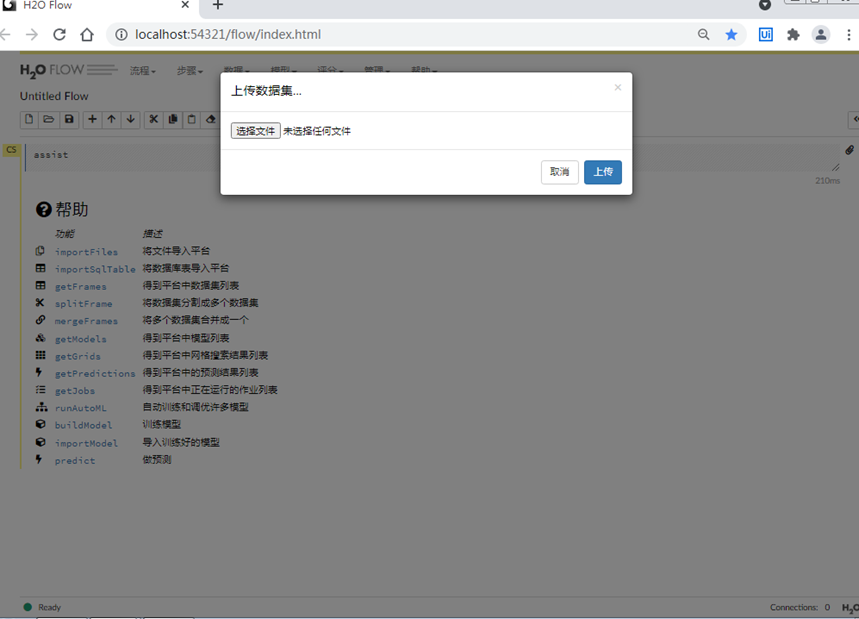 H2O Flow
localhost:54321/flow/index.html
H2O FLOW 流程 步骤 数据 模型 评分 管理 帮助
Untitled Flow
上传数据集...
×
选择文件 未选择任何文件
取消 上传
CS
assist
210ms
帮助
功能 描述
importFiles 将文件导入平台
importSqlTable 将数据库表导入平台
getFrames 得到平台中数据集列表
splitFrame 将数据集分割成多个数据集
mergeFrames 将多个数据集合并成一个
getModels 得到平台中模型列表
getGrids 得到平台中网格搜索结果列表
getPredictions 得到平台中的预测结果列表
getJobs 得到平台中正在运行的作业列表
runAutoML 自动训练和调优许多模型
buildModel 训练模型
importModel 导入训练好的模型
predict 做预测
Ready
Connections: 0 H2O